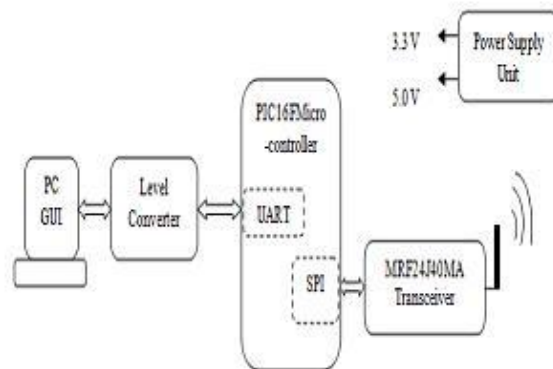 3.3 V
5.0 V
Power Supply
Unit
PIC16FMicro
-controller
PC
GUI
Level
Converter
UART
SPI
MRF24J40MA
Transceiver